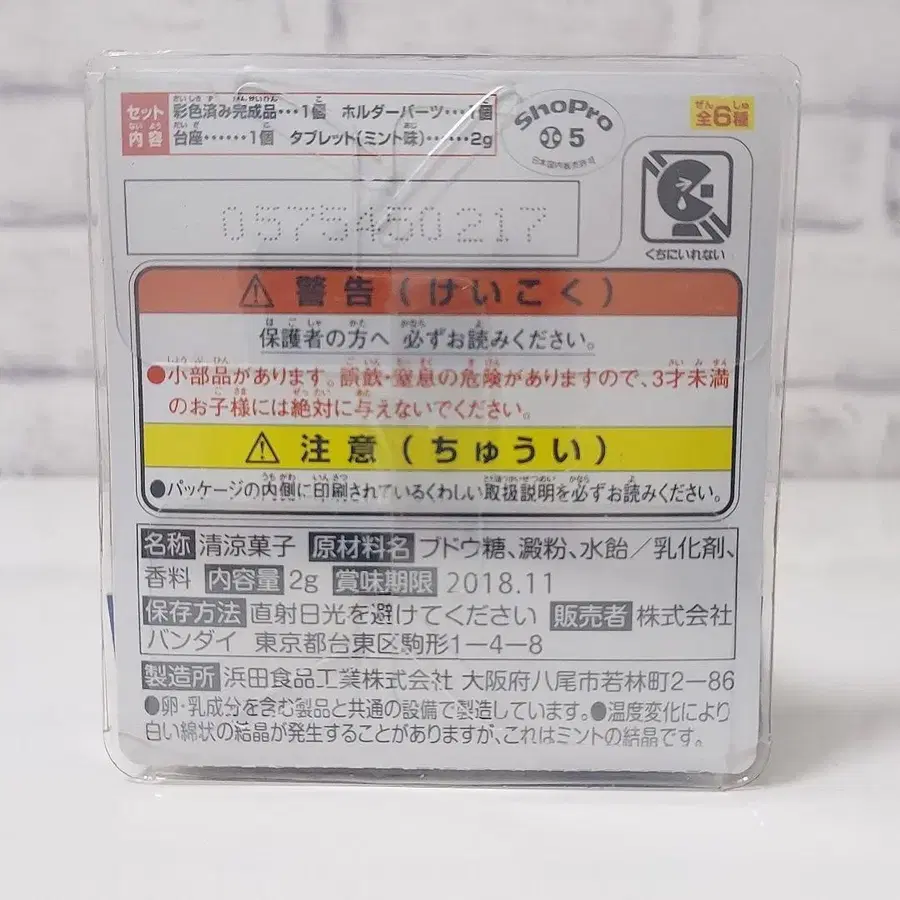 セット内容
彩色済み完成品…1個 ホルダーパーツ…1個
台座……1個 タブレット(ミント味)……2g
ShoPro
5
日本国内販売許可
全6種
0575450217
くちにいれない
警告(けいこく)
保護者の方へ 必ずお読みください。
●小部品があります。誤飲・窒息の危険がありますので、3才未満
のお子様には絶対に与えないでください。
注意(ちゅうい)
●パッケージの内側に印刷されているくわしい取扱説明を必ずお読みください。
名称 清涼菓子 原材料名 ブドウ糖、澱粉、水飴/乳化剤、
香料 内容量 2g 賞味期限 2018.11
保存方法 直射日光を避けてください 販売者 株式会社
バンダイ 東京都台東区駒形1-4-8
製造所 浜田食品工業株式会社 大阪府八尾市若林町2-86
●卵・乳成分を含む製品と共通の設備で製造しています。●温度変化により
白い綿状の結晶が発生することがありますが、これはミントの結晶です。